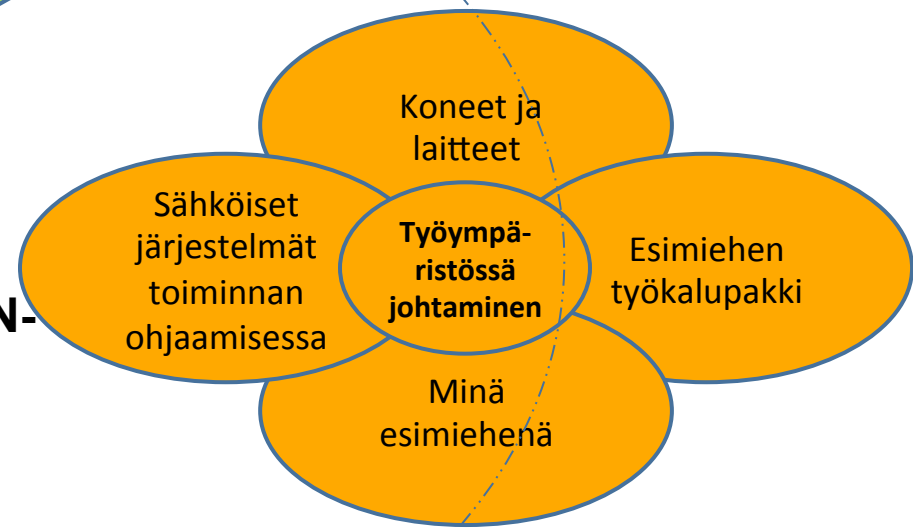 Koneet ja
laitteet
Sähköiset
järjestelmät
toiminnan
ohjaamisessa
Työympä-
ristössä
johtaminen
Esimiehen
työkalupakki
N-
Minä
esimiehenä